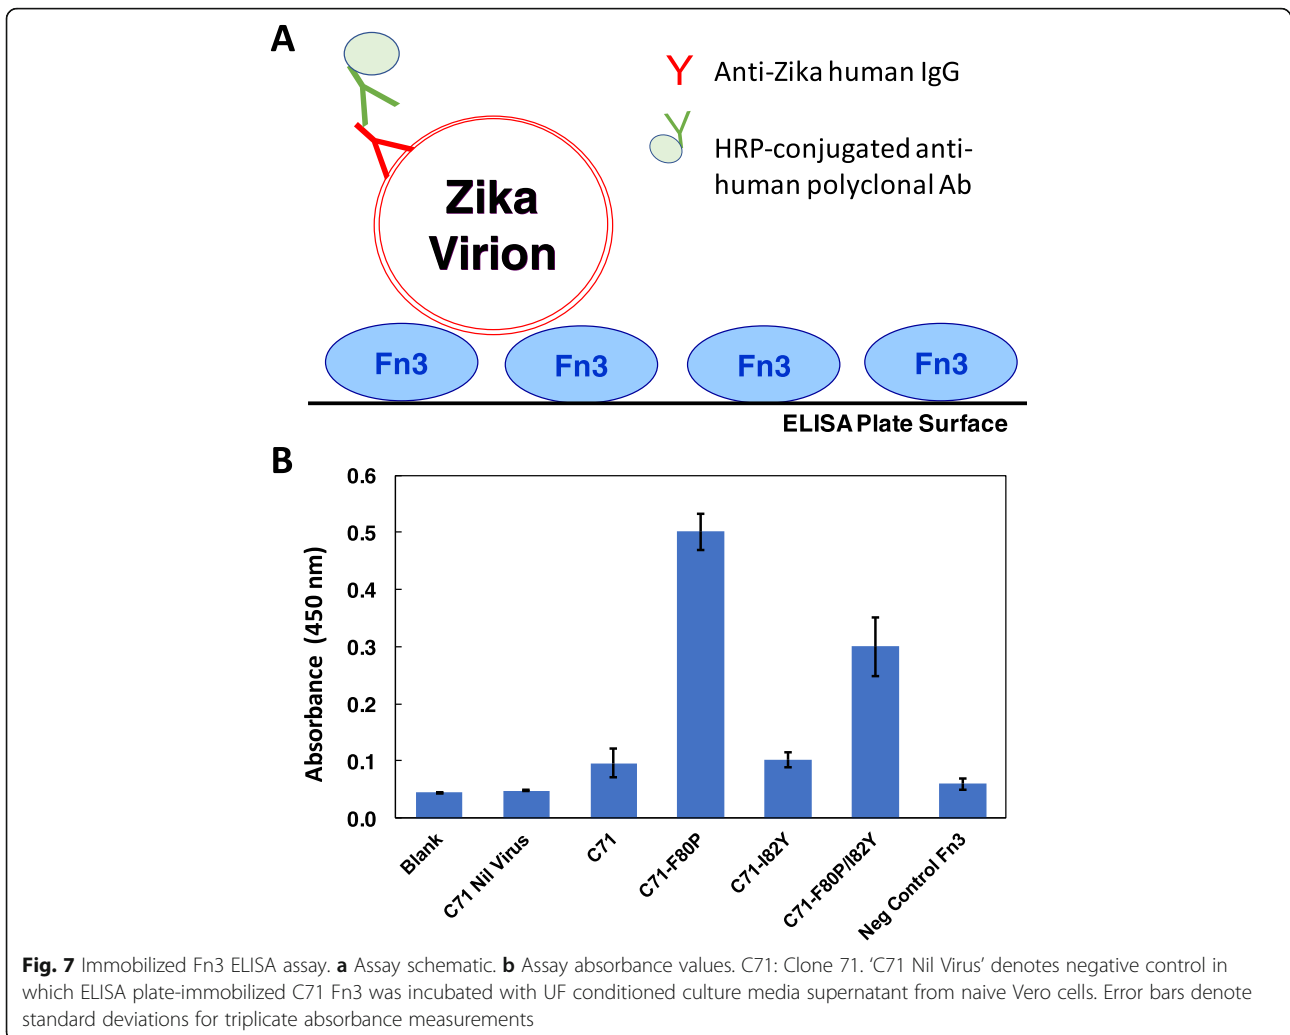 A
Anti-Zika human IgG
HRP-conjugated anti-
human polyclonal Ab
Zika
Virion
Fn3
Fn3
Fn3
Fn3
ELISA Plate Surface
B
Absorbance (450 nm)
0.6
0.5
0.4
0.3
0.2
0.1
0.0
Blank
C71 Nil Virus
C71
C71-F80P
C71-I82Y
C71-F80P/I82Y
Neg Control Fn3
Fig. 7 Immobilized Fn3 ELISA assay. a Assay schematic. b Assay absorbance values. C71: Clone 71. ‘C71 Nil Virus’ denotes negative control in
which ELISA plate-immobilized C71 Fn3 was incubated with UF conditioned culture media supernatant from naive Vero cells. Error bars denote
standard deviations for triplicate absorbance measurements